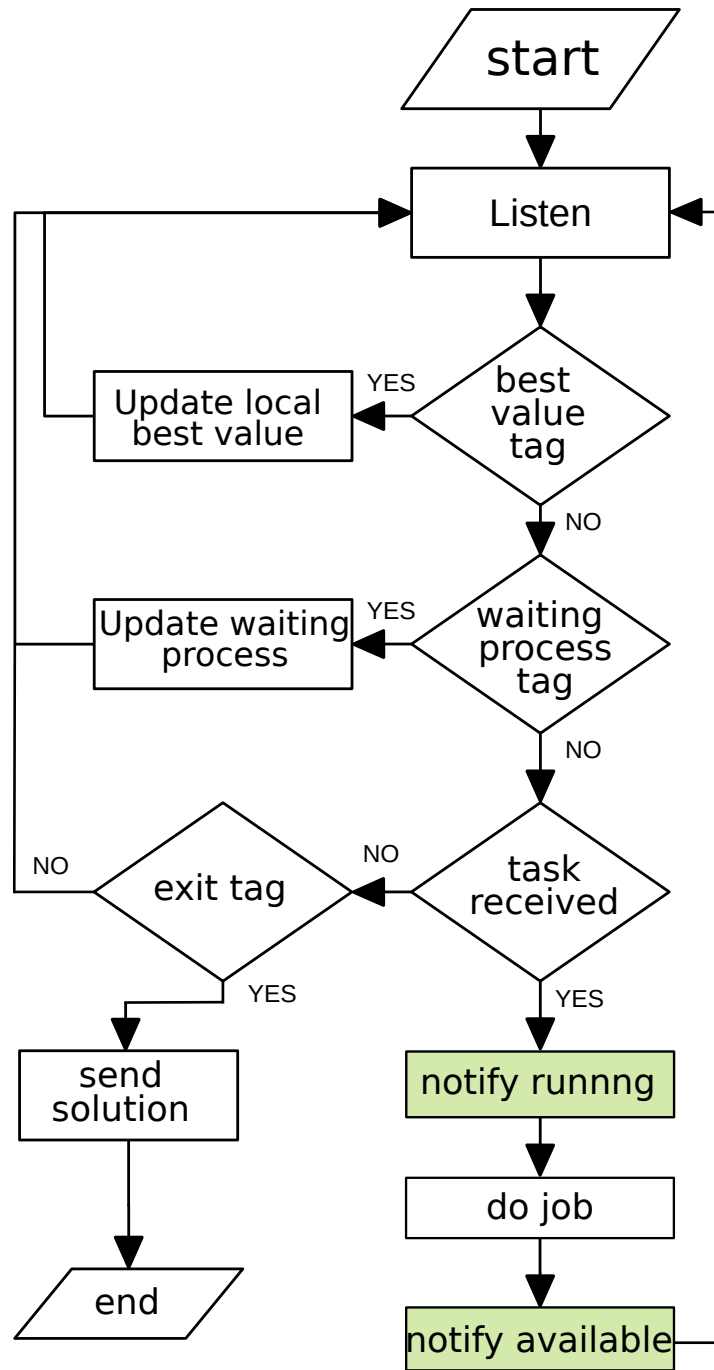 start
Listen
YES
best
value
tag
Update local
best value
NO
YES
waiting
process
tag
Update waiting
process
NO
NO
NO
task
received
exit tag
YES
YES
send
solution
notify runnng
do job
end
notify available